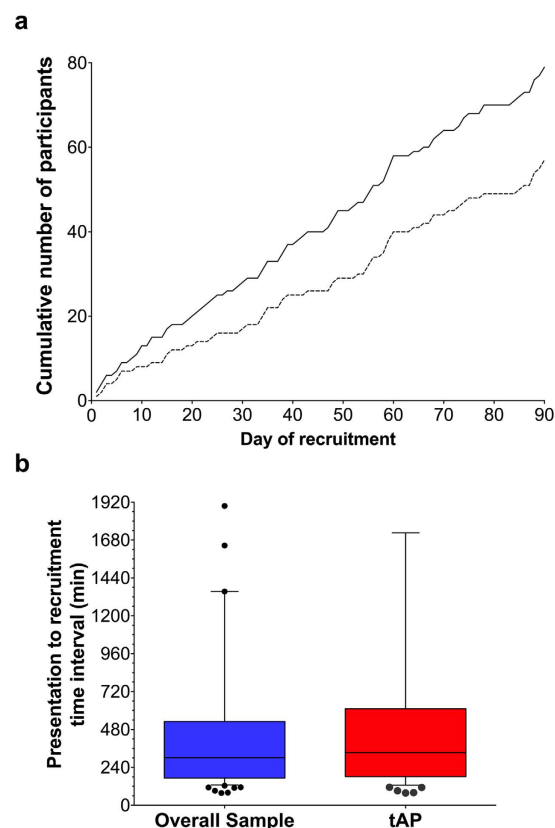 a
Cumulative number of participants
80
60
40
20
0
0 10 20 30 40 50 60 70 80 90
Day of recruitment
b
Presentation to recruitment
time interval (min)
1920
1680
1440
1200
960
720
480
240
0
Overall Sample tAP